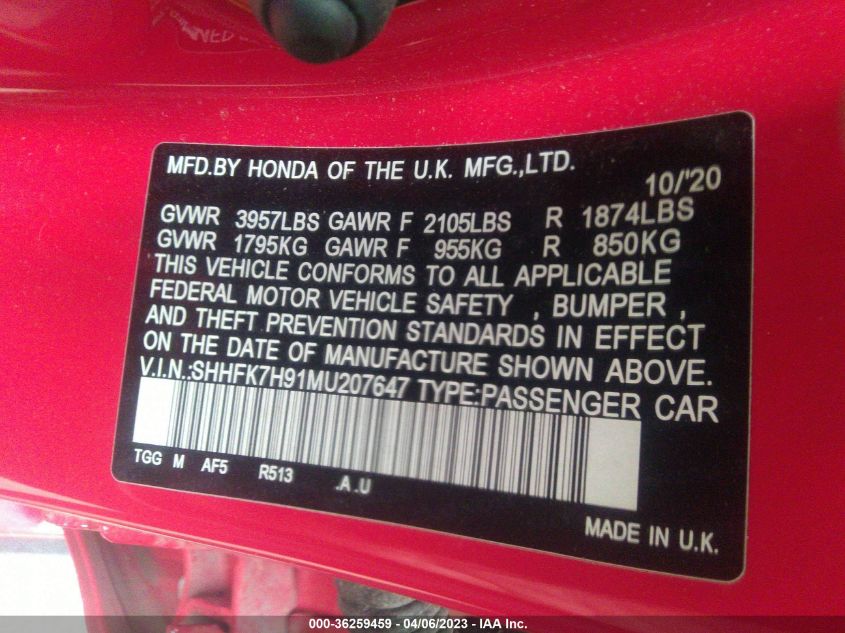 MFD.BY HONDA OF THE U.K. MFG.,LTD.
10/'20
GVWR 3957LBS GAWR F 2105LBS R 1874LBS
GVWR 1795KG GAWR F 955KG R 850KG
THIS VEHICLE CONFORMS TO ALL APPLICABLE
FEDERAL MOTOR VEHICLE SAFETY , BUMPER ,
AND THEFT PREVENTION STANDARDS IN EFFECT
ON THE DATE OF MANUFACTURE SHOWN ABOVE.
V.I.N.:SHHFK7H91MU207647 TYPE:PASSENGER CAR
TGG M AF5 R513 .A .U
MADE IN U.K.
000-36259459 - 04/06/2023 - IAA Inc.